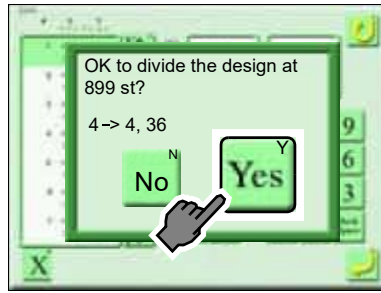 OK to divide the design at
899 st?
4-> 4, 36
N
No
Y
Yes
9
6
3
X